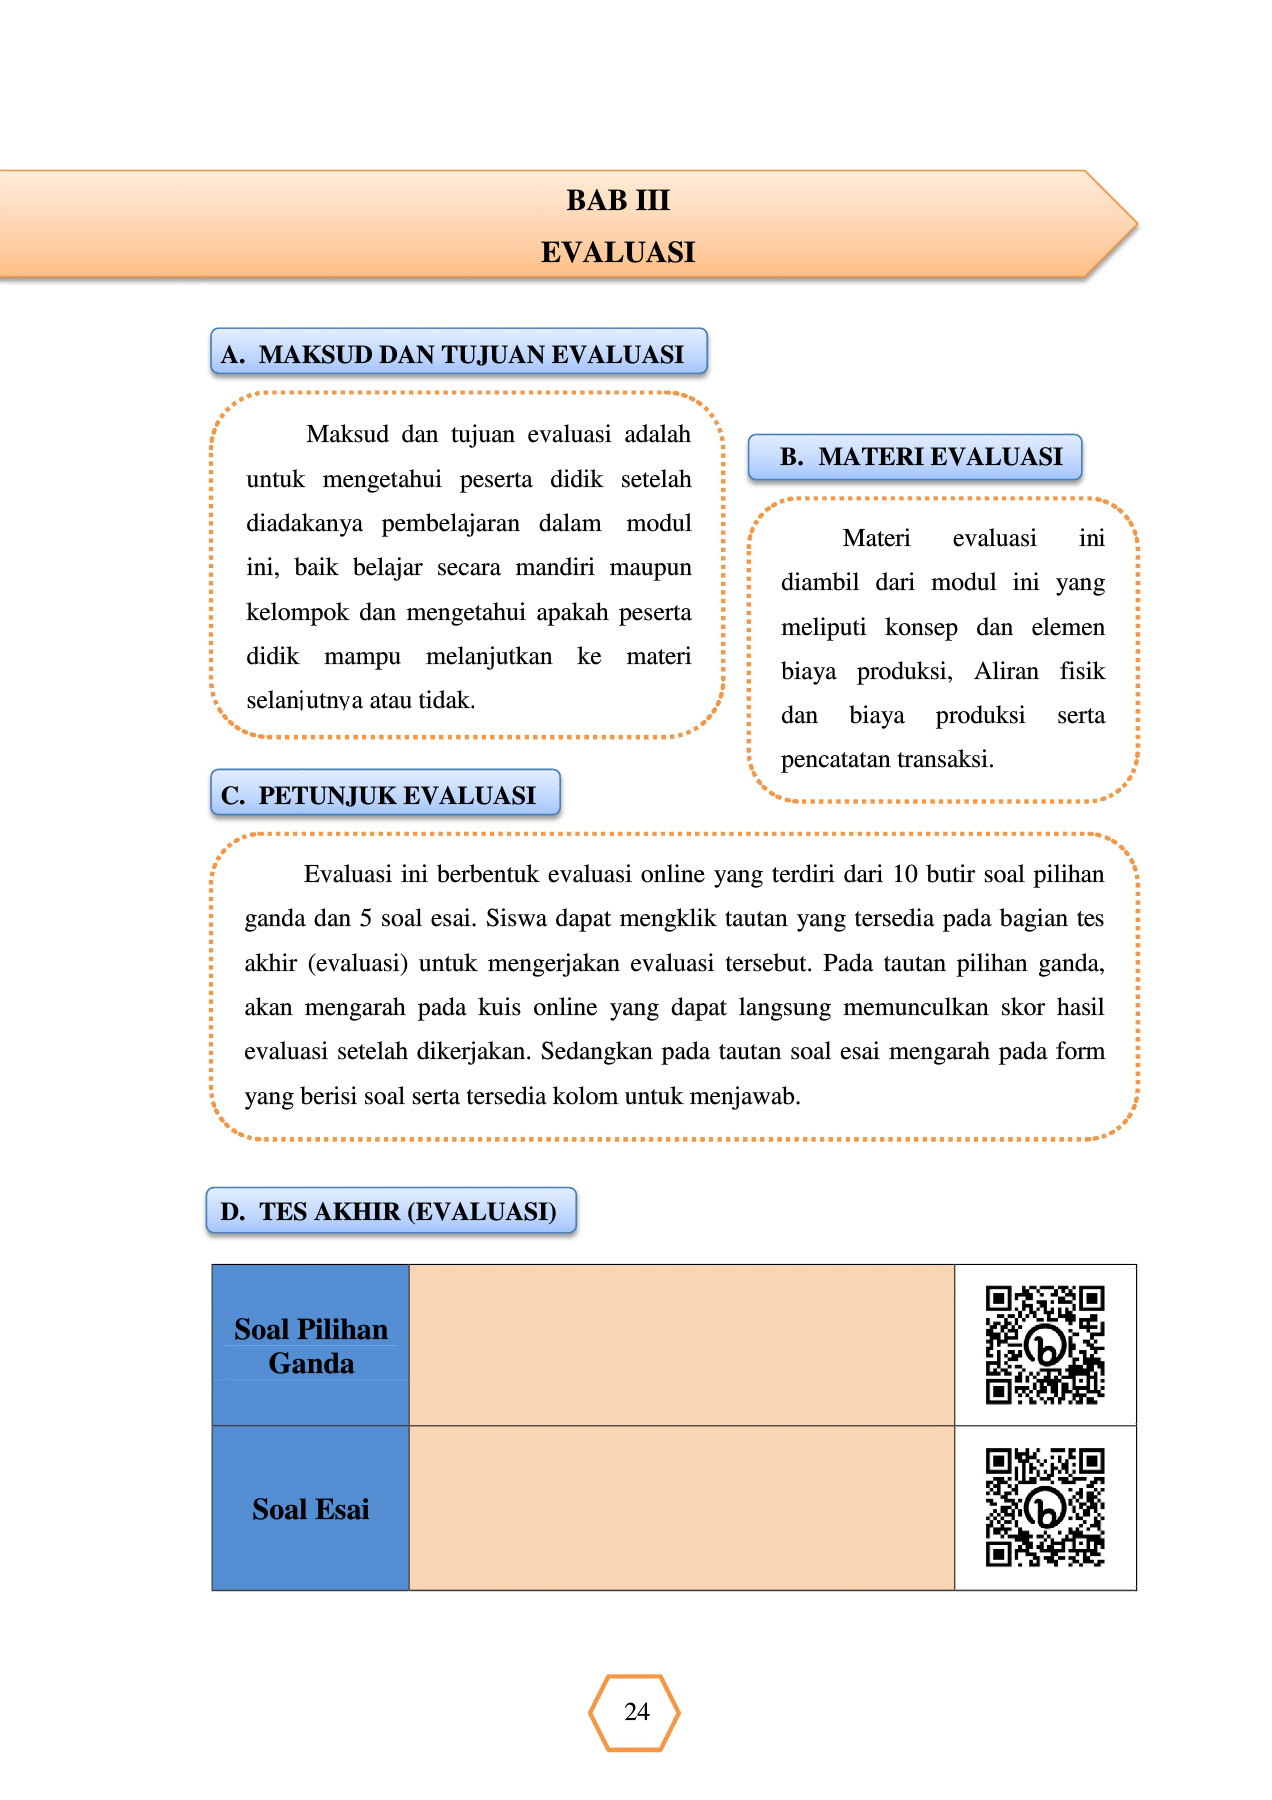 BAB III
EVALUASI
A. MAKSUD DAN TUJUAN EVALUASI
Maksud dan tujuan evaluasi adalah
untuk mengetahui peserta didik setelah
diadakanya pembelajaran dalam modul
ini, baik belajar secara mandiri maupun
kelompok dan mengetahui apakah peserta
didik mampu melanjutkan ke materi
selanjutnya atau tidak.
B. MATERI EVALUASI
Materi evaluasi ini
diambil dari modul ini yang
meliputi konsep dan elemen
biaya produksi, Aliran fisik
dan biaya produksi serta
pencatatan transaksi.
C. PETUNJUK EVALUASI
Evaluasi ini berbentuk evaluasi online yang terdiri dari 10 butir soal pilihan
ganda dan 5 soal esai. Siswa dapat mengklik tautan yang tersedia pada bagian tes
akhir (evaluasi) untuk mengerjakan evaluasi tersebut. Pada tautan pilihan ganda,
akan mengarah pada kuis online yang dapat langsung memunculkan skor hasil
evaluasi setelah dikerjakan. Sedangkan pada tautan soal esai mengarah pada form
yang berisi soal serta tersedia kolom untuk menjawab.
D. TES AKHIR (EVALUASI)
Soal Pilihan
Ganda
Soal Esai
24